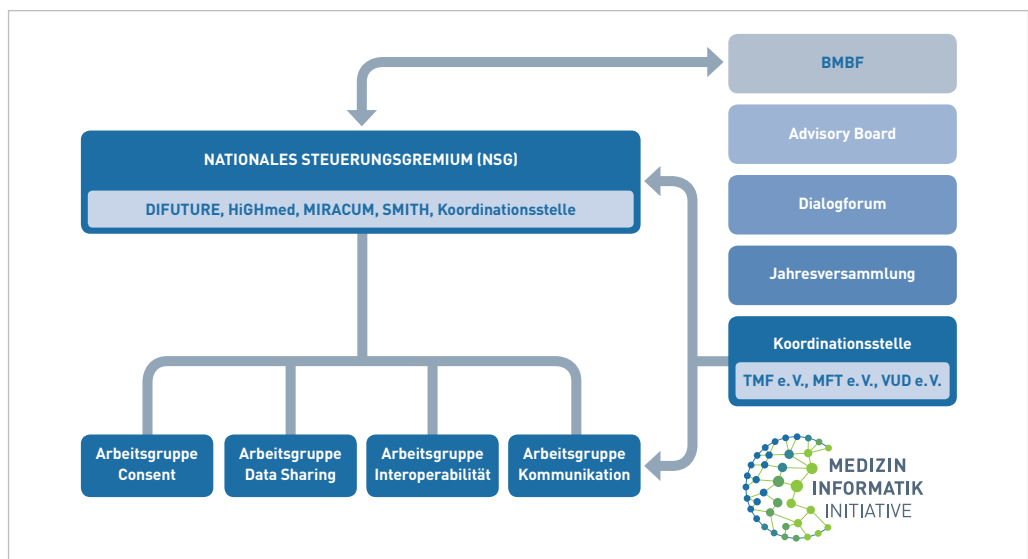 BMBF
Advisory Board
NATIONALES STEUERUNGSGREMIUM (NSG)
DIFUTURE, HiGHmed, MIRACUM, SMITH, Koordinationsstelle
Dialogforum
Jahresversammlung
Koordinationsstelle
TMF e. V., MFT e. V., VUD e. V.
Arbeitsgruppe
Consent
Arbeitsgruppe
Data Sharing
Arbeitsgruppe
Interoperabilität
Arbeitsgruppe
Kommunikation
MEDIZIN
INFORMATIK
INITIATIVE